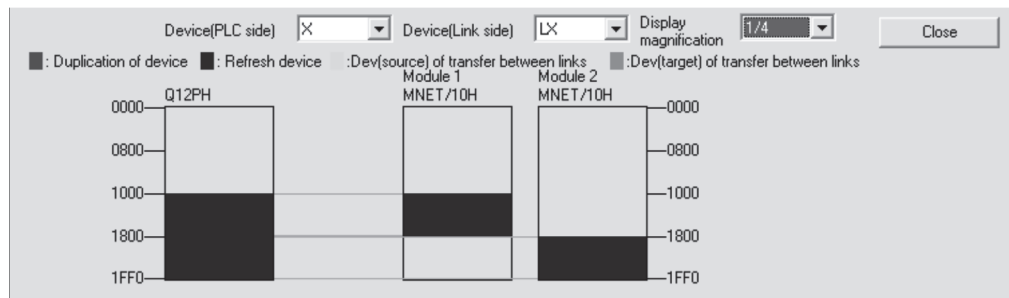 Device(PLC side) X Device(Link side) LX Display magnification 1/4 Close
: Duplication of device : Refresh device :Dev(source) of transfer between links :Dev(target) of transfer between links
Module 1 Module 2
Q12PH MNET/10H MNET/10H
0000 0000
0800 0800
1000 1000
1800 1800
1FF0 1FF0